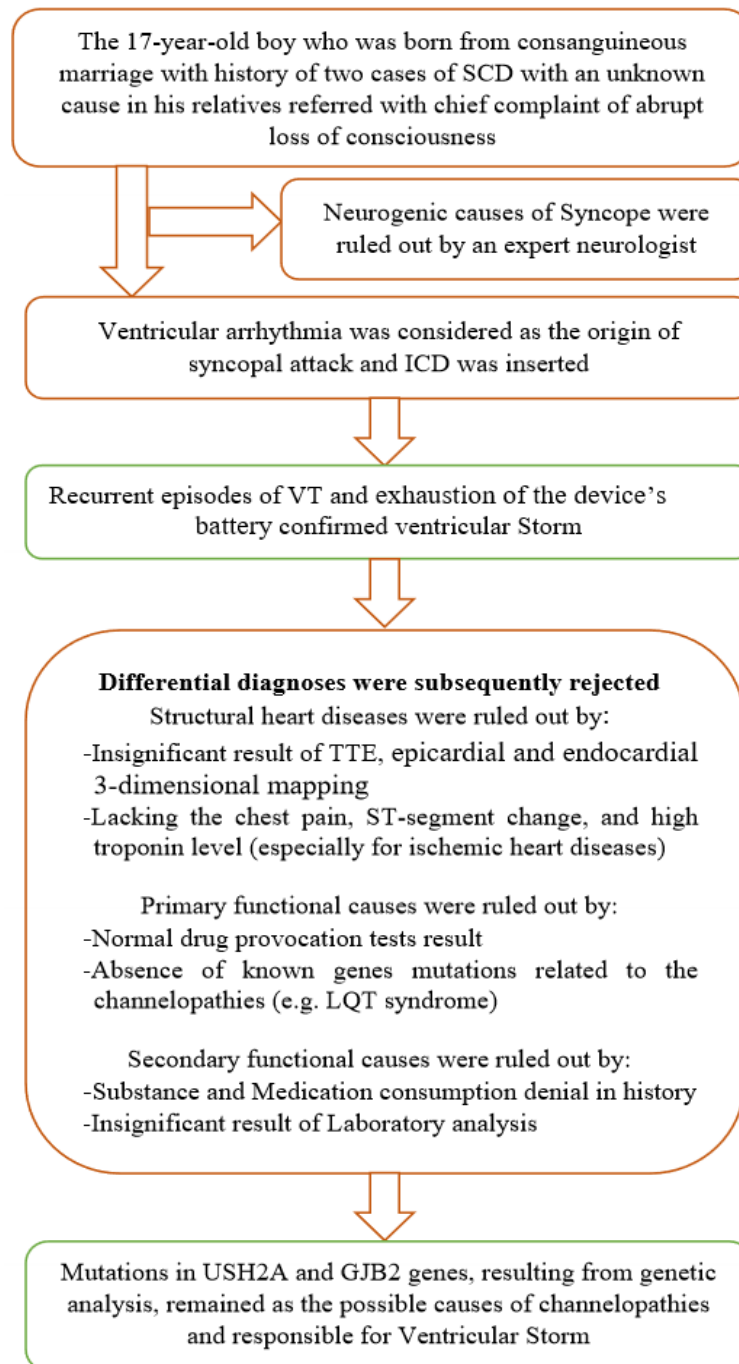 The 17-year-old boy who was born from consanguineous
marriage with history of two cases of SCD with an unknown
cause in his relatives referred with chief complaint of abrupt
loss of consciousness
Neurogenic causes of Syncope were
ruled out by an expert neurologist
Ventricular arrhythmia was considered as the origin of
syncopal attack and ICD was inserted
Recurrent episodes of VT and exhaustion of the device's
battery confirmed ventricular Storm
Differential diagnoses were subsequently rejected
Structural heart diseases were ruled out by:
-Insignificant result of TTE, epicardial and endocardial
3-dimensional mapping
-Lacking the chest pain, ST-segment change, and high
troponin level (especially for ischemic heart diseases)
Primary functional causes were ruled out by:
-Normal drug provocation tests result
-Absence of known genes mutations related to the
channelopathies (e.g. LQT syndrome)
Secondary functional causes were ruled out by:
-Substance and Medication consumption denial in history
-Insignificant result of Laboratory analysis
Mutations in USH2A and GJB2 genes, resulting from genetic
analysis, remained as the possible causes of channelopathies
and responsible for Ventricular Storm